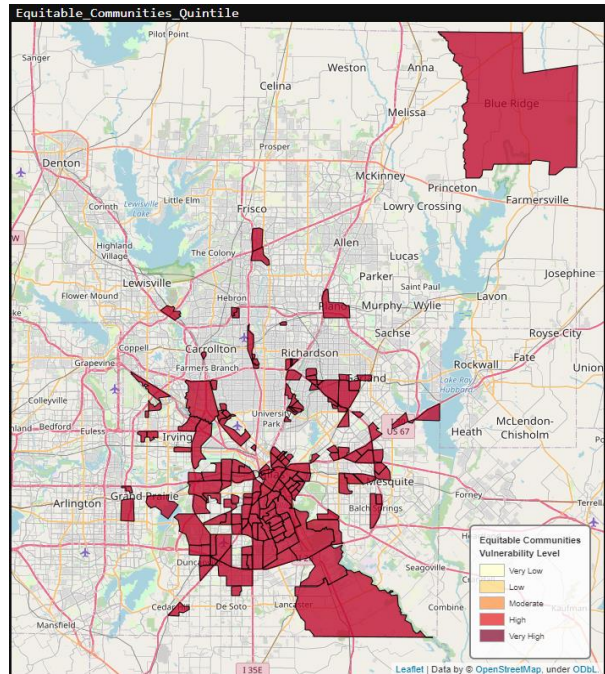 Equitable_Communities_Quintile
Pilot Point
Sanger
Weston
Anna
Celina
Blue Ridge
Melissa
Prosper
Denton
McKinney
Princeton
Farmersville
Corinth
Lewisville
Lake
Little Elm
Frisco
Lowry Crossing
Highland
Village
The Colony
Allen
Lucas
Parker
Saint Paul
Josephine
Lewisville
Flower Mound
Hebron
Plano
Murphy
Wylie
Lavon
Sachse
Royse City
Coppell
Carrollton
Richardson
Grapevine
Farmers Branch
Rockwall
Fate
Union
Lake Ray
Hubbard
Colleyville
University
Park
McLendon-
Chisholm
Bedford
Euless
Irving
US 67
Heath
Mesquite
Arlington
Grand Prairie
Balch Springs
Forney
Terrell
Seagoville
Cedar Hill
De Soto
Lancaster
Combine
Kaufman
Mansfield
I 35E
Equitable Communities
Vulnerability Level
Very Low
Low
Moderate
High
Very High
Leaflet | Data by © OpenStreetMap, under ODbL